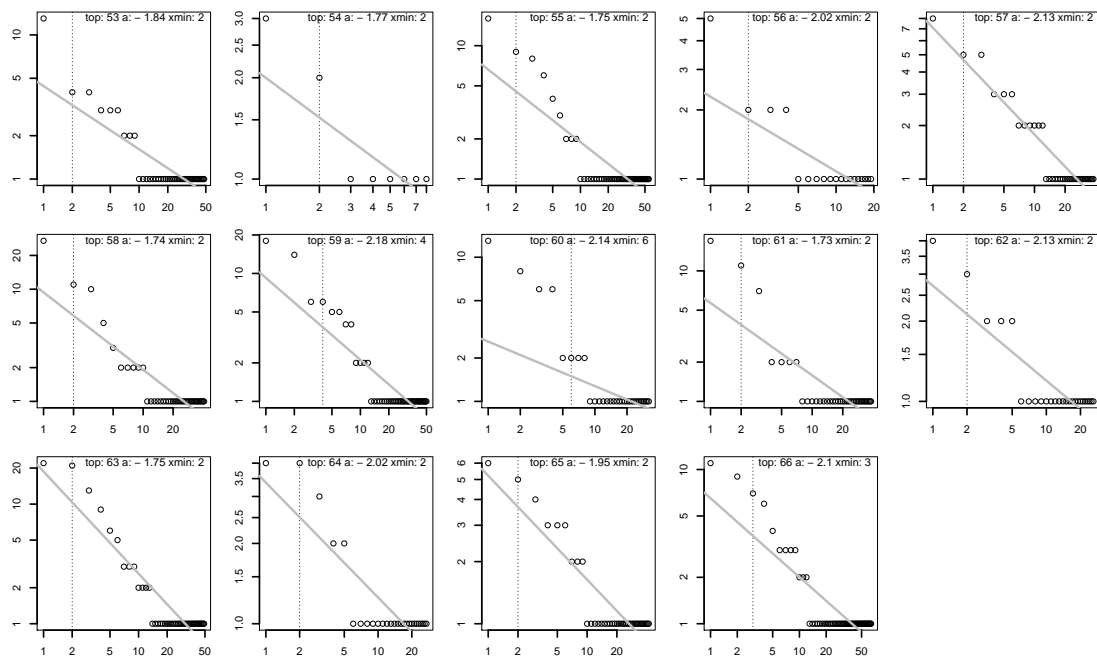 top: 53 a: − 1.84 xmin: 2
1 5 10
1 2 5 10 20 50
top: 54 a: − 1.77 xmin: 2
1.0 1.5 2.0 2.5 3.0
1 2 3 4 5 7
top: 55 a: − 1.75 xmin: 2
1 2 5 10
1 2 5 10 20 50
top: 56 a: − 2.02 xmin: 2
1 2 3 4 5
1 2 5 10 20
top: 57 a: − 2.13 xmin: 2
1 2 3 4 5 7
1 2 5 10 20
top: 58 a: − 1.74 xmin: 2
1 2 5 10 20
1 2 5 10 20
top: 59 a: − 2.18 xmin: 4
1 2 5 10 20
1 2 5 10 20 50
top: 60 a: − 2.14 xmin: 6
1 2 5 10
1 2 5 10 20
top: 61 a: − 1.73 xmin: 2
1 2 5 10
1 2 5 10 20
top: 62 a: − 2.13 xmin: 2
1.0 1.5 2.0 2.5 3.5
1 2 5 10 20
top: 63 a: − 1.75 xmin: 2
1 2 5 10 20
1 2 5 10 20 50
top: 64 a: − 2.02 xmin: 2
1.0 1.5 2.0 2.5 3.5
1 2 5 10 20
top: 65 a: − 1.95 xmin: 2
1 2 3 4 5 6
1 2 5 10 20
top: 66 a: − 2.1 xmin: 3
1 2 5 10
1 2 5 10 20 50